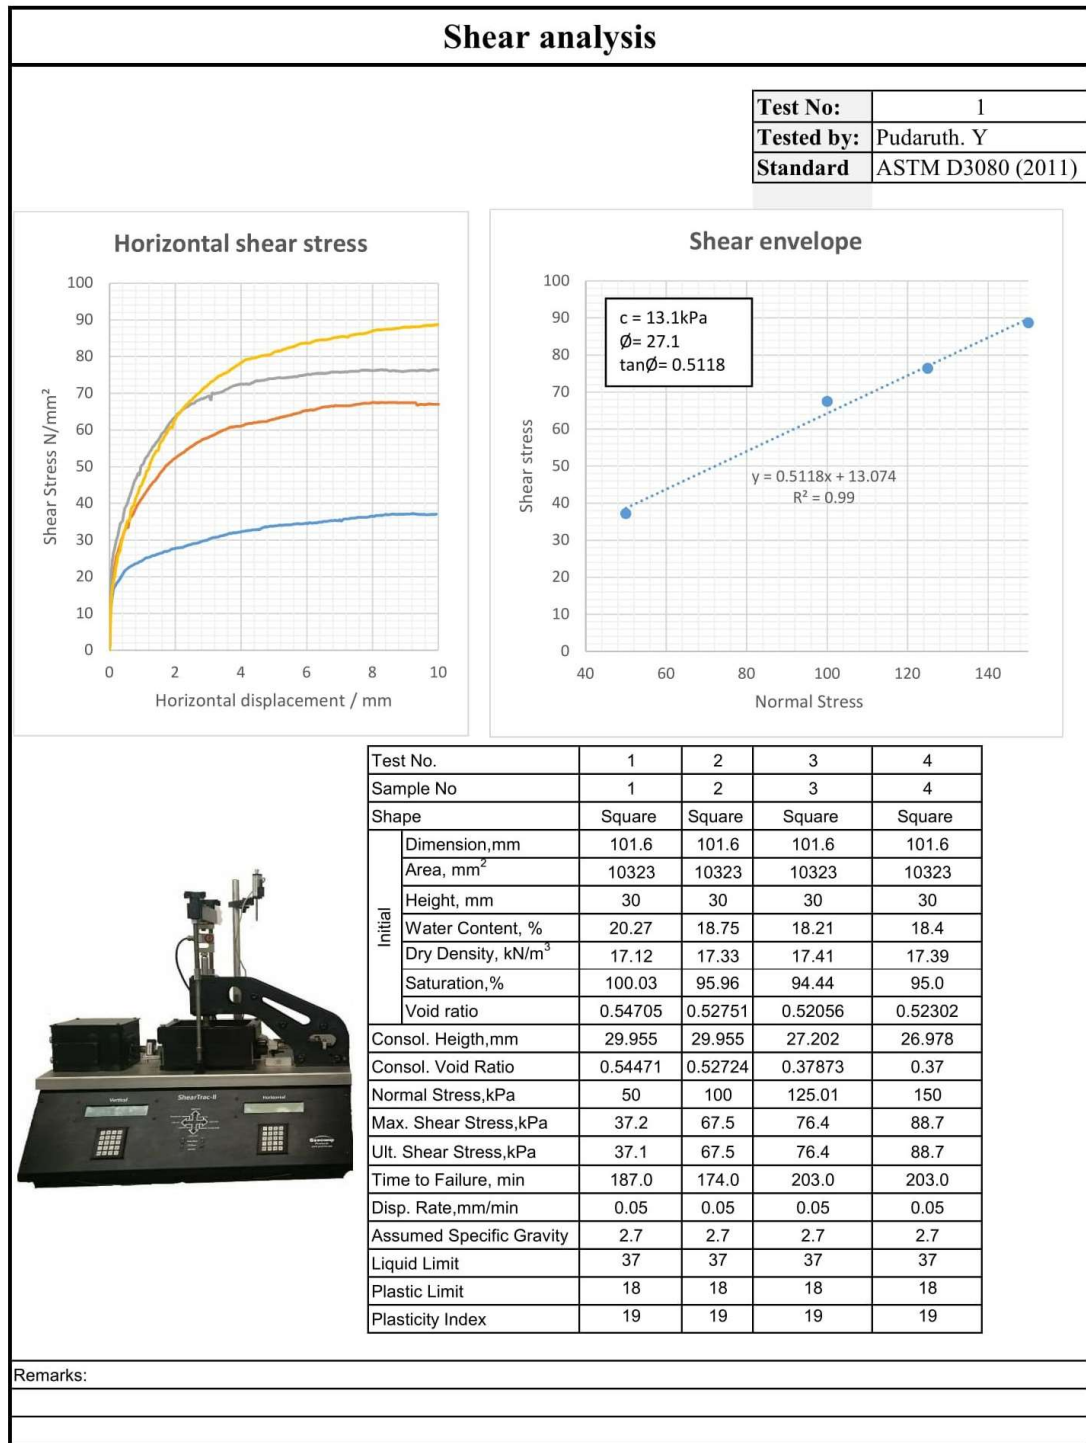 Shear analysis
Test No: 1
Tested by: Pudaruth. Y
Standard ASTM D3080 (2011)
Horizontal shear stress
100
90
80
70
60
50
40
30
20
10
0
Shear Stress N/mm²
0 2 4 6 8 10
Horizontal displacement / mm
Shear envelope
100
90
80
70
60
50
40
30
20
10
0
Shear stress
c = 13.1kPa
Ø= 27.1
tanØ= 0.5118
y = 0.5118x + 13.074
R² = 0.99
40 60 80 100 120 140
Normal Stress
Test No. 1 2 3 4
Sample No 1 2 3 4
Shape Square Square Square Square
Initial
Dimension,mm 101.6 101.6 101.6 101.6
Area, mm² 10323 10323 10323 10323
Height, mm 30 30 30 30
Water Content, % 20.27 18.75 18.21 18.4
Dry Density, kN/m³ 17.12 17.33 17.41 17.39
Saturation,% 100.03 95.96 94.44 95.0
Void ratio 0.54705 0.52751 0.52056 0.52302
Consol. Heigth,mm 29.955 29.955 27.202 26.978
Consol. Void Ratio 0.54471 0.52724 0.37873 0.37
Normal Stress,kPa 50 100 125.01 150
Max. Shear Stress,kPa 37.2 67.5 76.4 88.7
Ult. Shear Stress,kPa 37.1 67.5 76.4 88.7
Time to Failure, min 187.0 174.0 203.0 203.0
Disp. Rate,mm/min 0.05 0.05 0.05 0.05
Assumed Specific Gravity 2.7 2.7 2.7 2.7
Liquid Limit 37 37 37 37
Plastic Limit 18 18 18 18
Plasticity Index 19 19 19 19
Vertical
ShearTrac-II
Horizontal
Remarks: